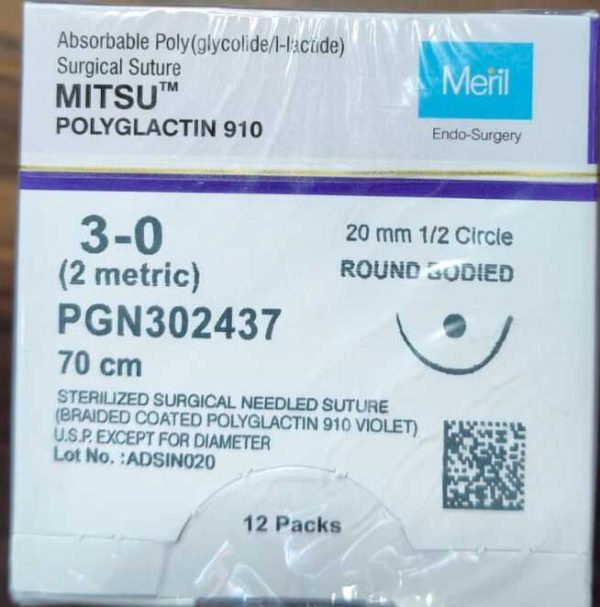 Absorbable Poly(glycolide/l-lactide)
Surgical Suture
MITSU™
POLYGLACTIN 910
Meril
Endo-Surgery
3-0
(2 metric)
PGN302437
70 cm
20 mm 1/2 Circle
ROUND BODIED
STERILIZED SURGICAL NEEDLED SUTURE
(BRAIDED COATED POLYGLACTIN 910 VIOLET)
U.S.P. EXCEPT FOR DIAMETER
Lot No. :ADSIN020
12 Packs